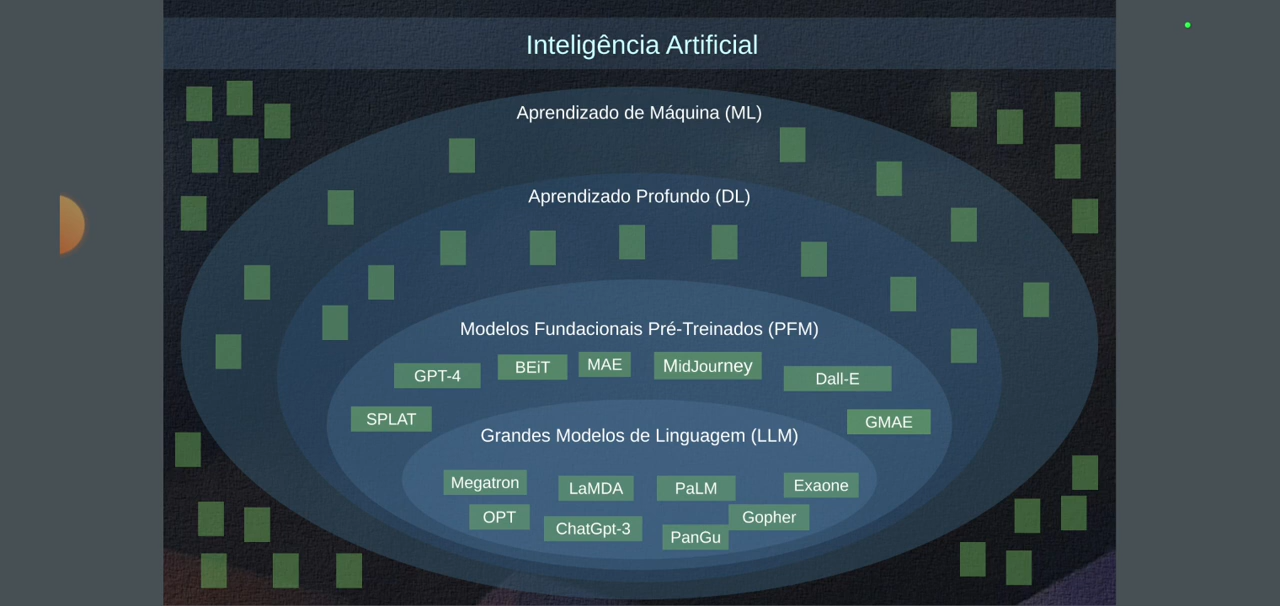 Inteligência Artificial
Aprendizado de Máquina (ML)
Aprendizado Profundo (DL)
Modelos Fundacionais Pré-Treinados (PFM)
GPT-4
BEiT
MAE
MidJourney
Dall-E
SPLAT
GMAE
Grandes Modelos de Linguagem (LLM)
Megatron
LaMDA
PaLM
Exaone
OPT
ChatGpt-3
PanGu
Gopher